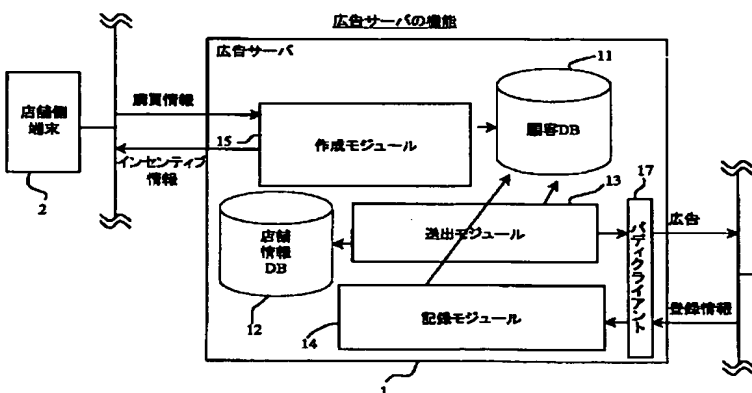 広告サーバの機能
広告サーバ
11
店舗側
端末
2
購買情報
15
インセンティブ
情報
作成モジュール
顧客DB
13
17
店舗
情報
DB
12
送出モジュール
バディクライアント
広告
登録情報
記録モジュール
14
1